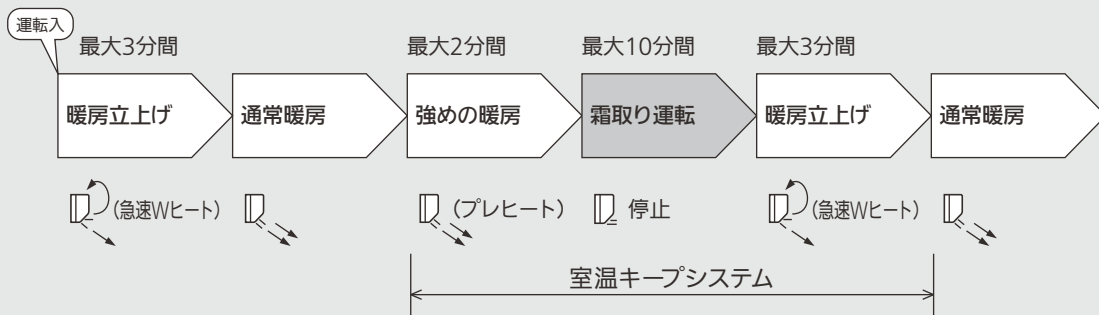 運転入
最大3分間
最大2分間
最大10分間
最大3分間
暖房立上げ
通常暖房
強めの暖房
霜取り運転
暖房立上げ
通常暖房
(急速Wヒート)
(プレヒート)
停止
(急速Wヒート)
室温キープシステム